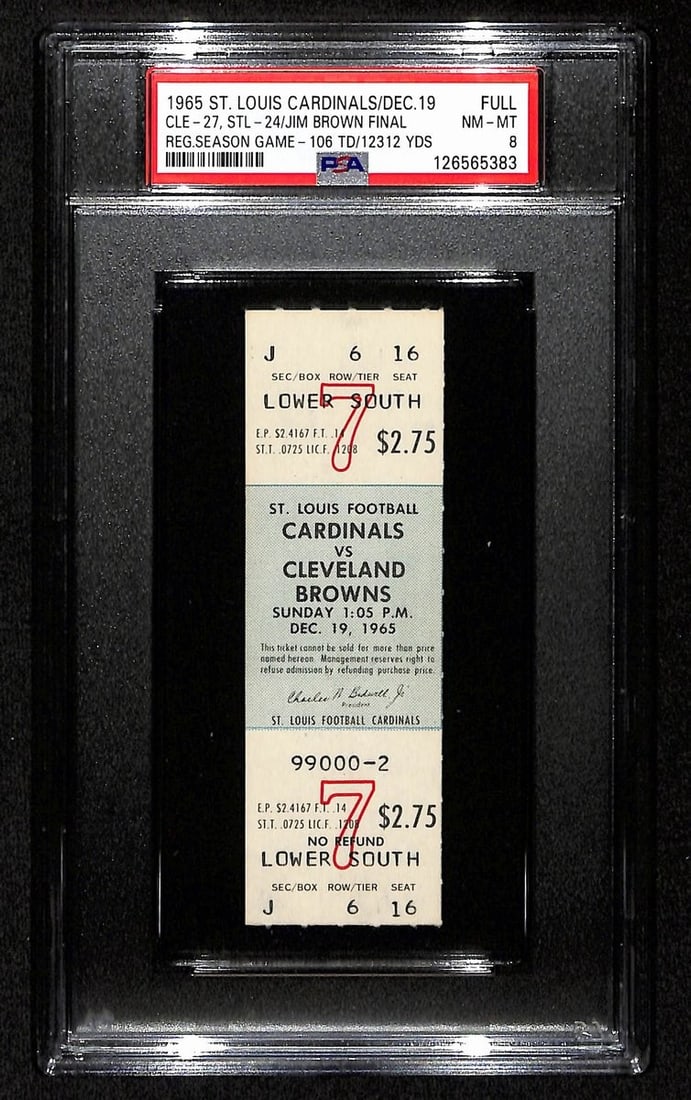 1965 ST. LOUIS CARDINALS/DEC.19 FULL
CLE-27, STL-24/JIM BROWN FINAL NM-MT
REG.SEASON GAME-106 TD/12312 YDS 8
PSA 126565383
J 6 16
SEC/BOX ROW/TIER SEAT
LOWER SOUTH
7
E.P. $2.4167 F.T. .14
S.T. .0725 LIC.F. .1208 $2.75
ST. LOUIS FOOTBALL
CARDINALS
VS
CLEVELAND
BROWNS
SUNDAY 1:05 P.M.
DEC. 19, 1965
This ticket cannot be sold for more than price
named hereon. Management reserves right to
refuse admission by refunding purchase price.
Charles W. Bidwill, Jr.
President
ST. LOUIS FOOTBALL CARDINALS
99000-2
7
E.P. $2.4167 F.T. .14
S.T. .0725 LIC.F. .1208 $2.75
NO REFUND
LOWER SOUTH
SEC/BOX ROW/TIER SEAT
J 6 16